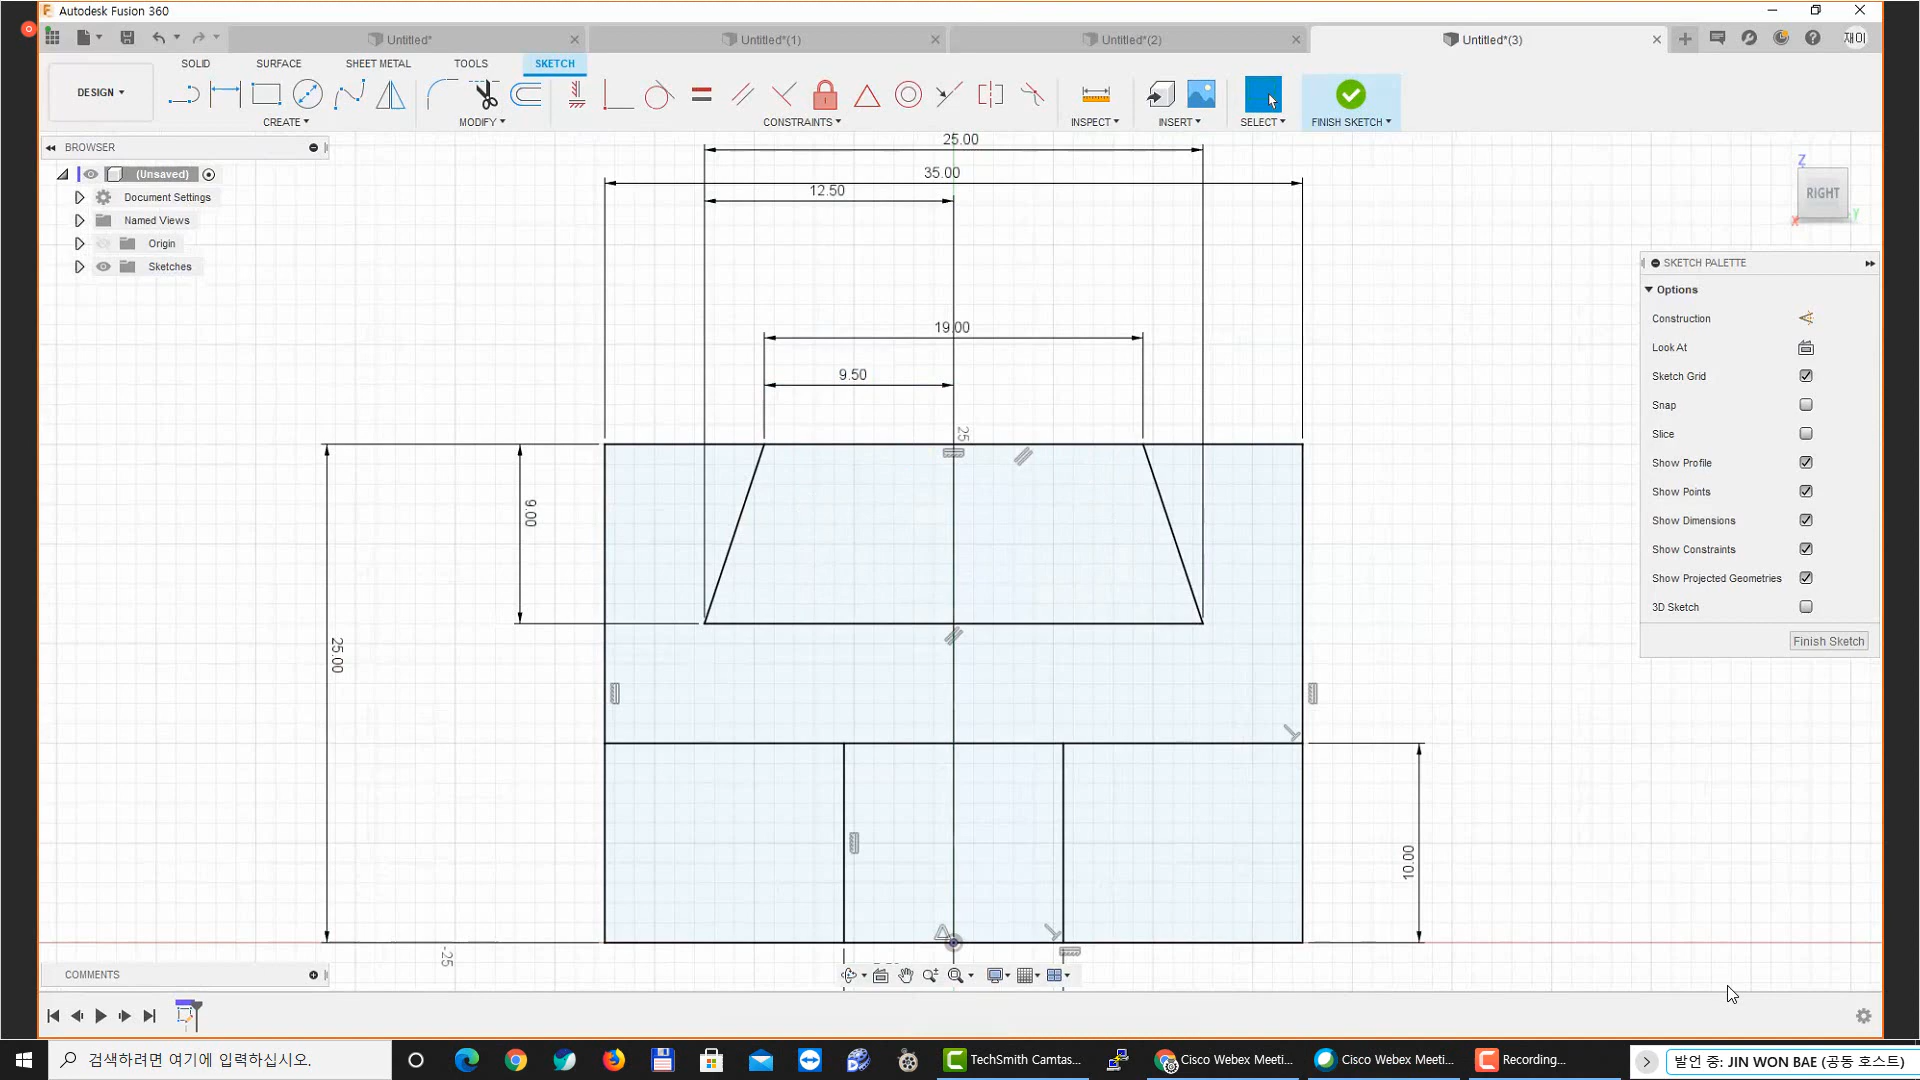 Autodesk Fusion 360
Untitled*
Untitled*(1)
Untitled*(2)
Untitled*(3)
재이
SOLID
SURFACE
SHEET METAL
TOOLS
SKETCH
DESIGN
CREATE
MODIFY
CONSTRAINTS
INSPECT
INSERT
SELECT
FINISH SKETCH
BROWSER
(Unsaved)
Document Settings
Named Views
Origin
Sketches
25.00
35.00
12.50
19.00
9.50
25
9.00
25.00
10.00
-25
Z
RIGHT
X
Y
SKETCH PALETTE
Options
Construction
Look At
Sketch Grid
Snap
Slice
Show Profile
Show Points
Show Dimensions
Show Constraints
Show Projected Geometries
3D Sketch
Finish Sketch
COMMENTS
검색하려면 여기에 입력하십시오.
TechSmith Camtas...
Cisco Webex Meeti...
Cisco Webex Meeti...
Recording...
발언 중: JIN WON BAE (공동 호스트)